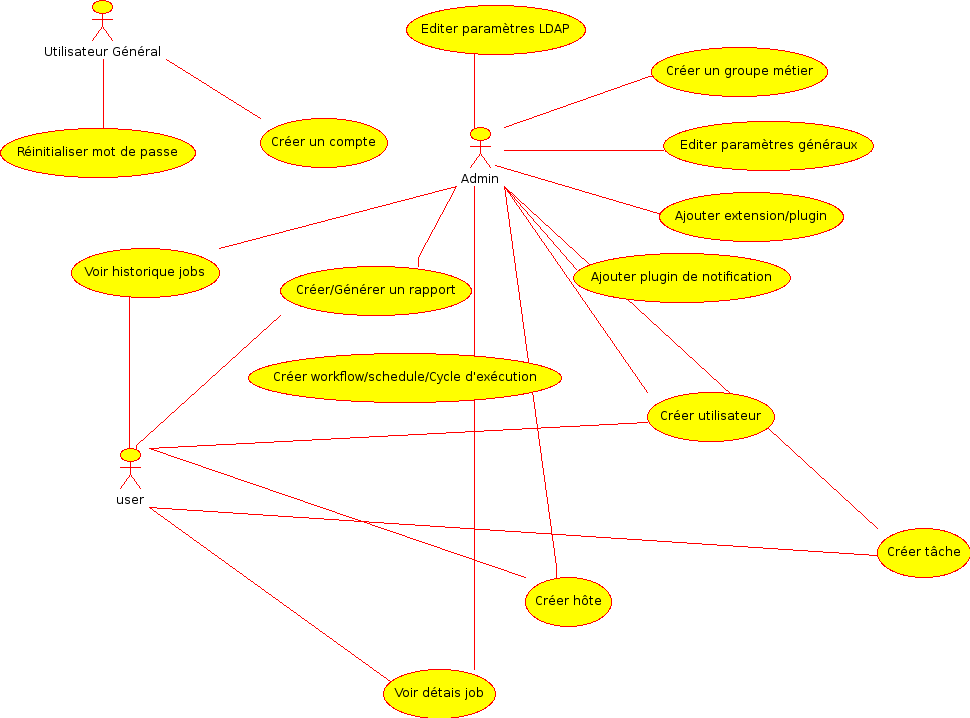 Editer paramètres LDAP
Utilisateur Général
Créer un groupe métier
Créer un compte
Réinitialiser mot de passe
Editer paramètres généraux
Admin
Ajouter extension/plugin
Voir historique jobs
Ajouter plugin de notification
Créer/Générer un rapport
Créer workflow/schedule/Cycle d'exécution
Créer utilisateur
user
Créer tâche
Créer hôte
Voir détais job